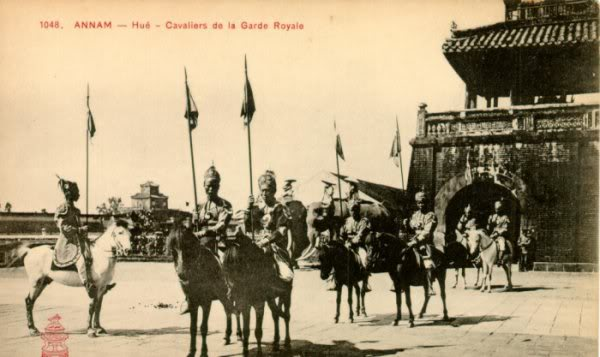 1048. ANNAM — Hué - Cavaliers de la Garde Royale